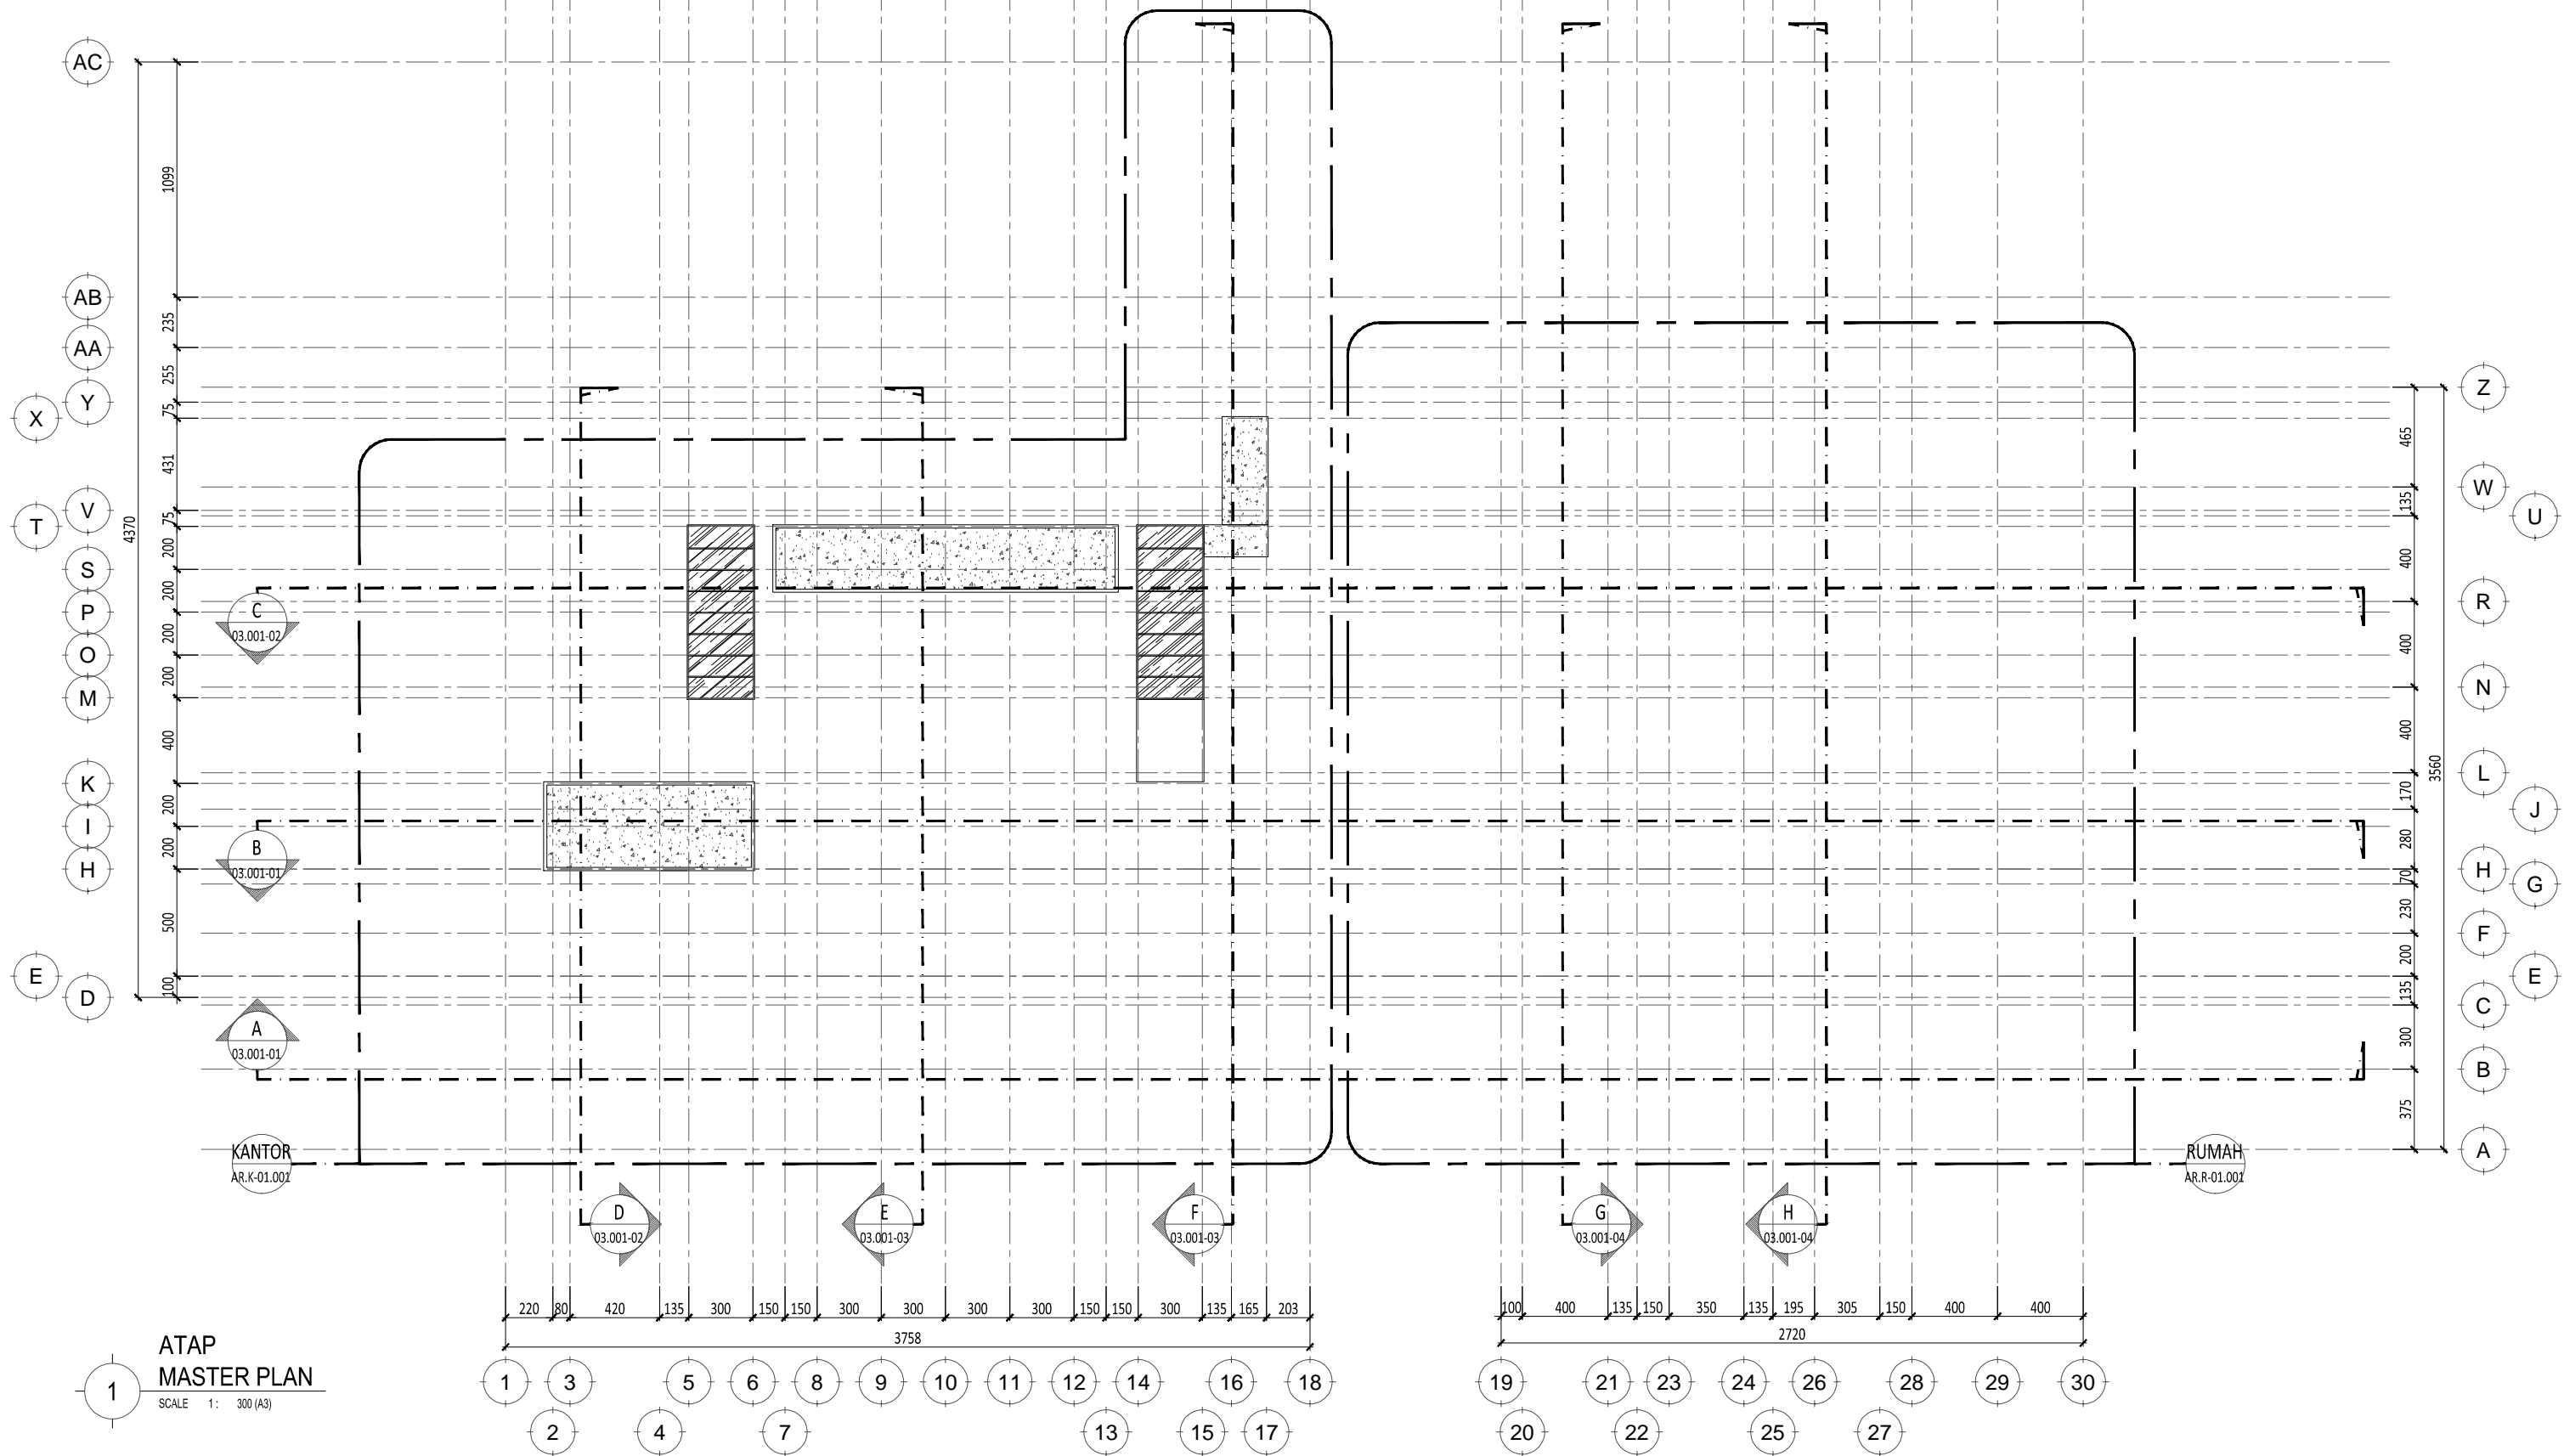 AC
1099
AB
235
AA
255
Y
Z
X
75
465
431
V
W
T
75
135
U
4370
200
400
S
200
R
P
C
03.001-02
200
400
O
200
M
N
400
400
K
L
3560
200
170
I
J
B
03.001-01
200
280
H
H
70
G
500
230
F
E
200
E
100
D
135
C
A
03.001-01
300
B
375
A
KANTOR
AR.K-01.001
RUMAH
AR.R-01.001
D
03.001-02
E
03.001-03
F
03.001-03
G
03.001-04
H
03.001-04
220 80 420 135 300 150 150 300 300 300 300 150 150 300 135 165 203
100 400 135 150 350 135 195 305 150 400 400
3758
2720
1 3 5 6 8 9 10 11 12 14 16 18 19 21 23 24 26 28 29 30
2 4 7 13 15 17 20 22 25 27
1
ATAP
MASTER PLAN
SCALE 1 : 300 (A3)